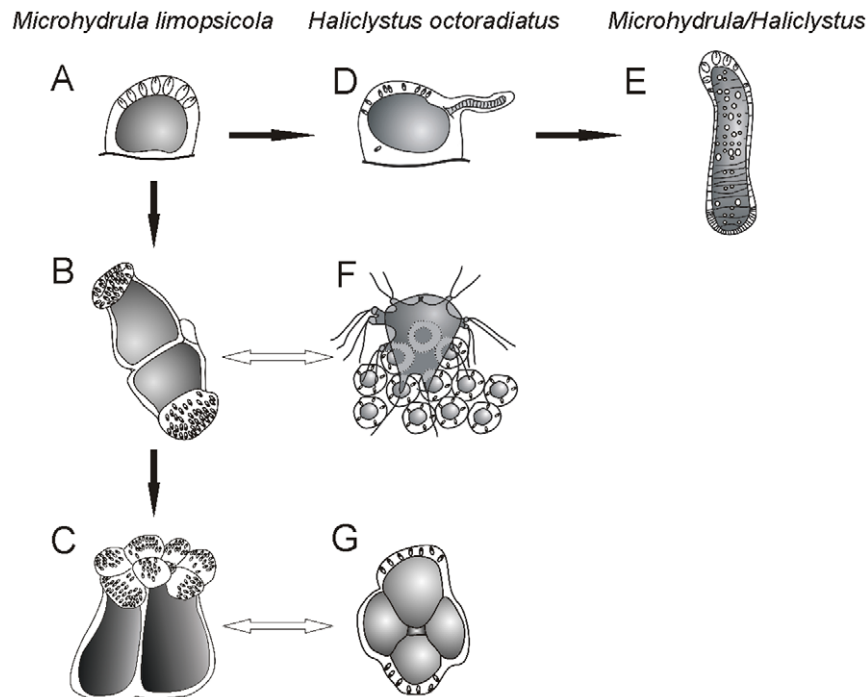 Microhydrula limopsicola Haliclystus octoradiatus Microhydrula/Haliclystus
A D E
B F
C G